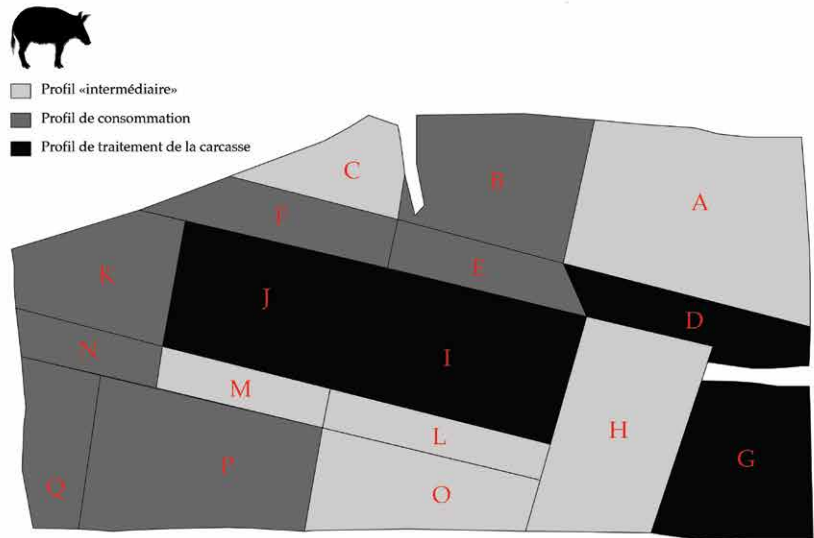 Profil «intermédiaire»
Profil de consommation
Profil de traitement de la carcasse
C
B
A
F
E
K
J
D
N
I
M
L
H
G
Q
P
O